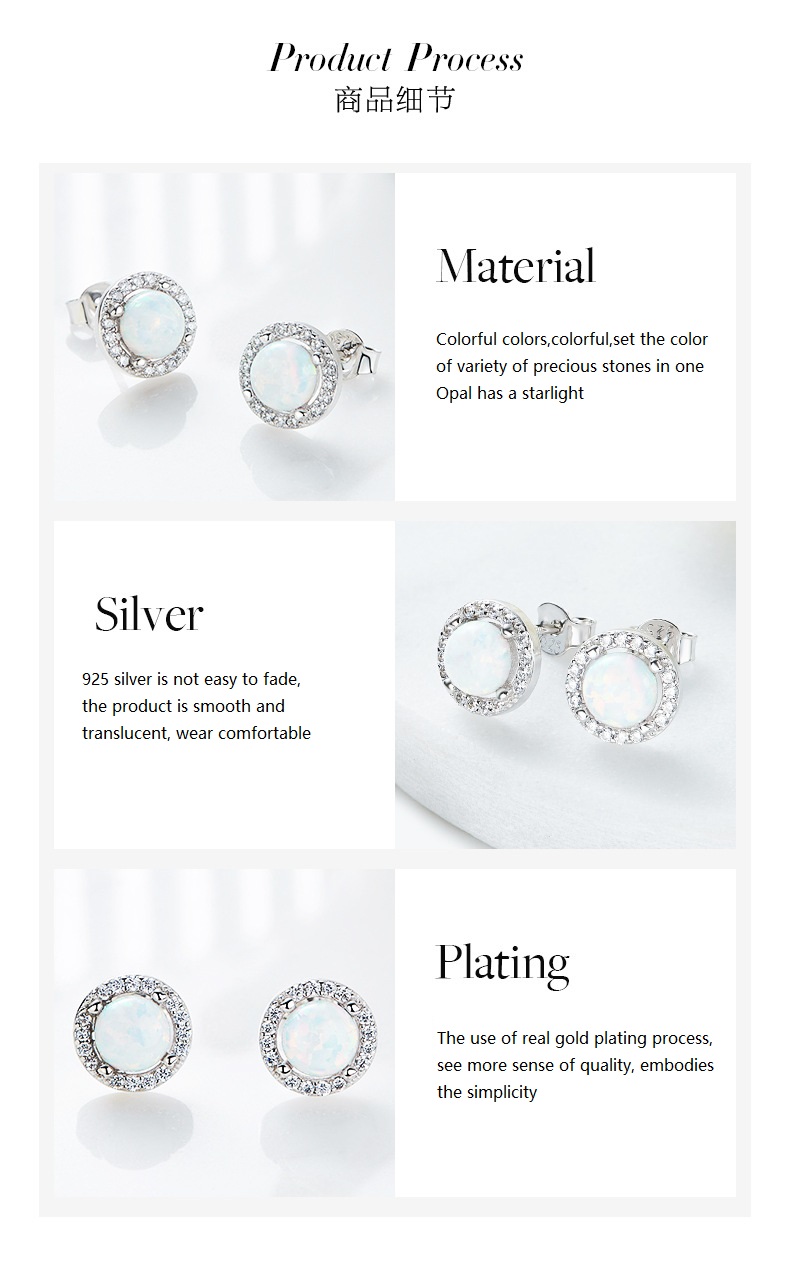 Product Process
商品细节
Material
Colorful colors,colorful,set the color
of variety of precious stones in one
Opal has a starlight
Silver
925 silver is not easy to fade,
the product is smooth and
translucent, wear comfortable
Plating
The use of real gold plating process,
see more sense of quality, embodies
the simplicity